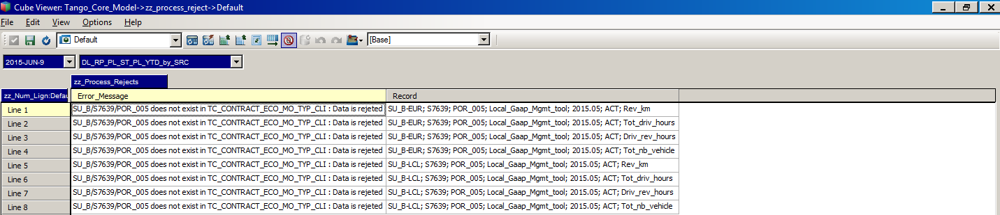 Cube Viewer: Tango_Core_Model->zz_process_reject->Default
File Edit View Options Help
Default [Base]
2015-JUN-9 DL_RP_PL_ST_PL_YTD_by_SRC
zz_Process_Rejects
zz_Num_Lign:Defau Error_Message Record
Line 1 SU_B/S7639/POR_005 does not exist in TC_CONTRACT_ECO_MO_TYP_CLI : Data is rejeted SU_B-EUR; S7639; POR_005; Local_Gaap_Mgmt_tool; 2015.05; ACT; Rev_km
Line 2 SU_B/S7639/POR_005 does not exist in TC_CONTRACT_ECO_MO_TYP_CLI : Data is rejeted SU_B-EUR; S7639; POR_005; Local_Gaap_Mgmt_tool; 2015.05; ACT; Tot_driv_hours
Line 3 SU_B/S7639/POR_005 does not exist in TC_CONTRACT_ECO_MO_TYP_CLI : Data is rejeted SU_B-EUR; S7639; POR_005; Local_Gaap_Mgmt_tool; 2015.05; ACT; Driv_rev_hours
Line 4 SU_B/S7639/POR_005 does not exist in TC_CONTRACT_ECO_MO_TYP_CLI : Data is rejeted SU_B-EUR; S7639; POR_005; Local_Gaap_Mgmt_tool; 2015.05; ACT; Tot_nb_vehicle
Line 5 SU_B/S7639/POR_005 does not exist in TC_CONTRACT_ECO_MO_TYP_CLI : Data is rejeted SU_B-LCL; S7639; POR_005; Local_Gaap_Mgmt_tool; 2015.05; ACT; Rev_km
Line 6 SU_B/S7639/POR_005 does not exist in TC_CONTRACT_ECO_MO_TYP_CLI : Data is rejeted SU_B-LCL; S7639; POR_005; Local_Gaap_Mgmt_tool; 2015.05; ACT; Tot_driv_hours
Line 7 SU_B/S7639/POR_005 does not exist in TC_CONTRACT_ECO_MO_TYP_CLI : Data is rejeted SU_B-LCL; S7639; POR_005; Local_Gaap_Mgmt_tool; 2015.05; ACT; Driv_rev_hours
Line 8 SU_B/S7639/POR_005 does not exist in TC_CONTRACT_ECO_MO_TYP_CLI : Data is rejeted SU_B-LCL; S7639; POR_005; Local_Gaap_Mgmt_tool; 2015.05; ACT; Tot_nb_vehicle